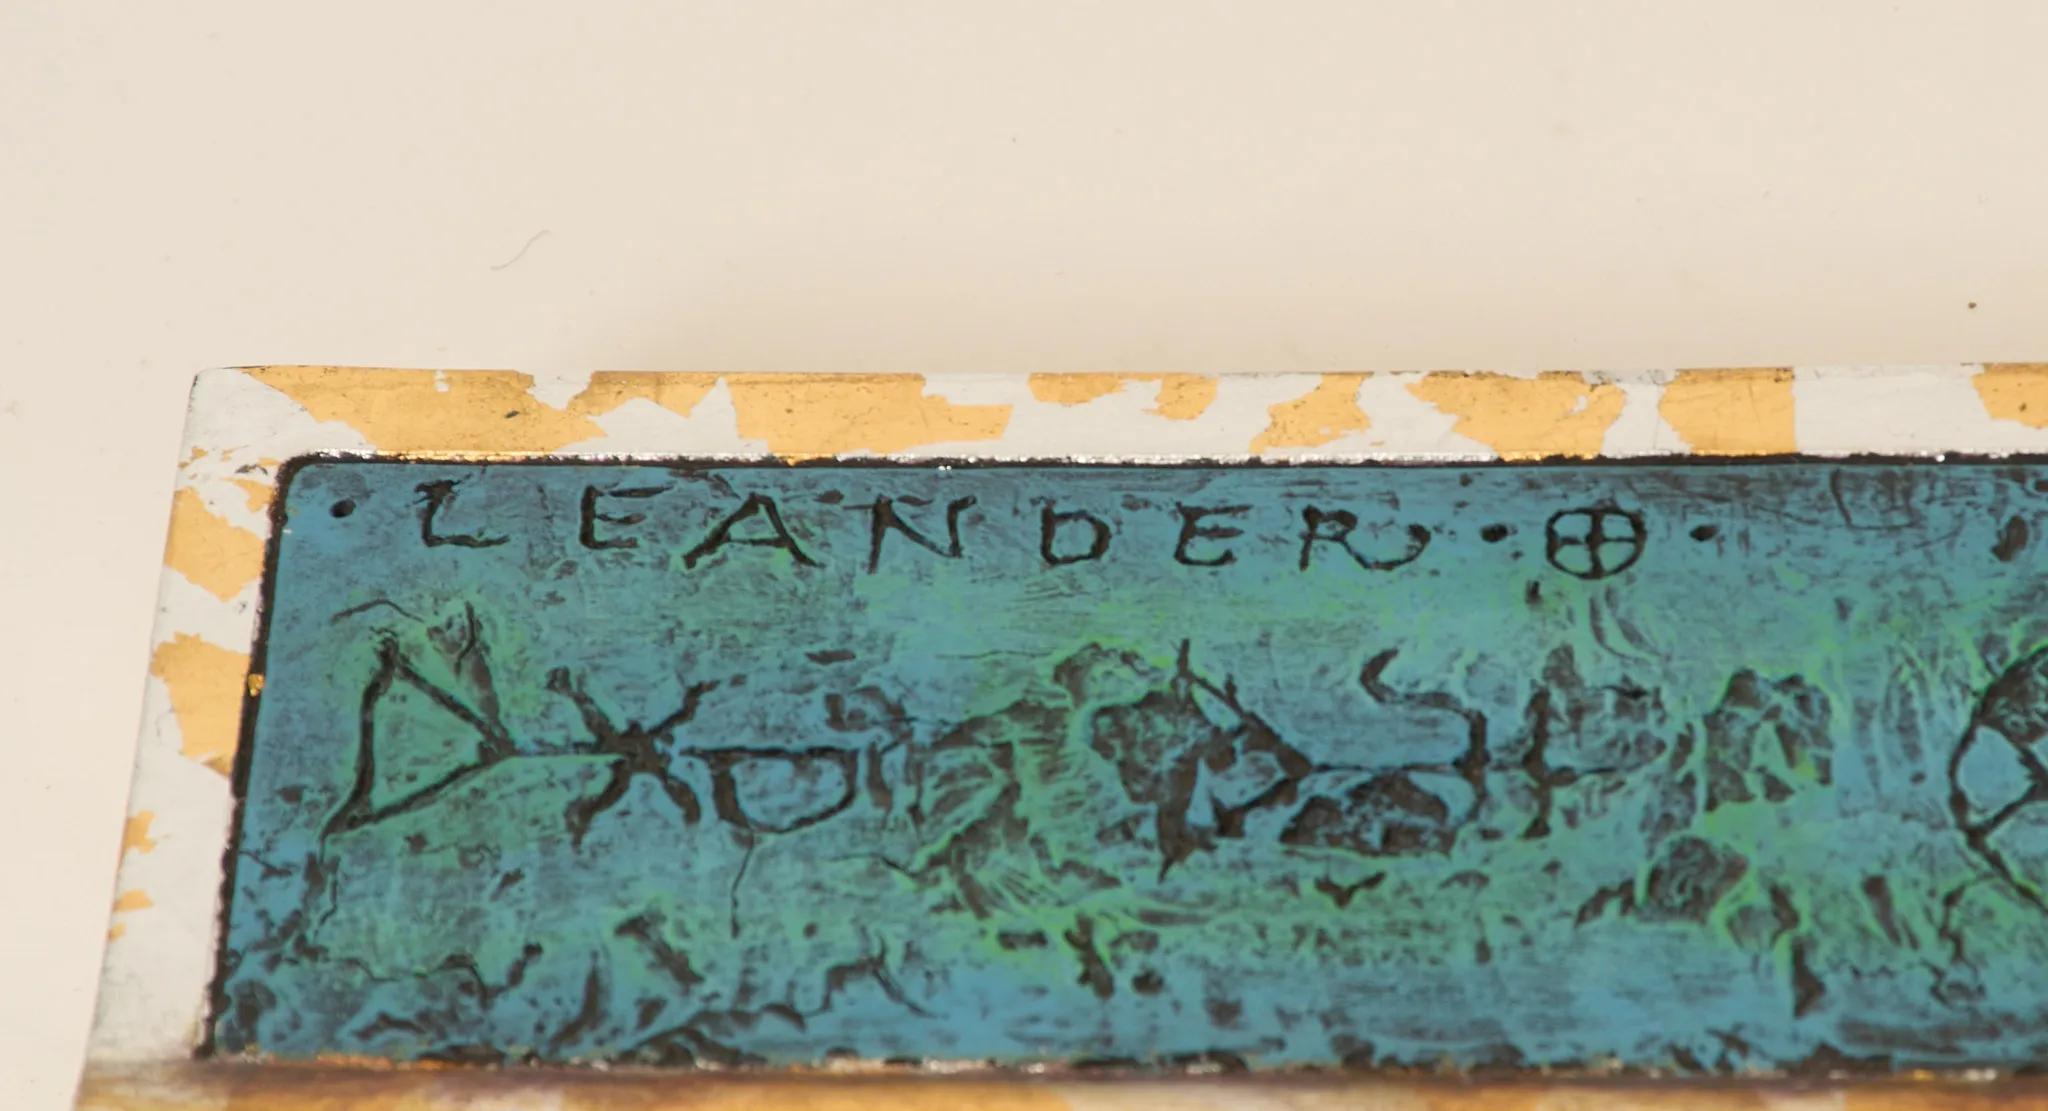 · LEANDER · ⊕ ·